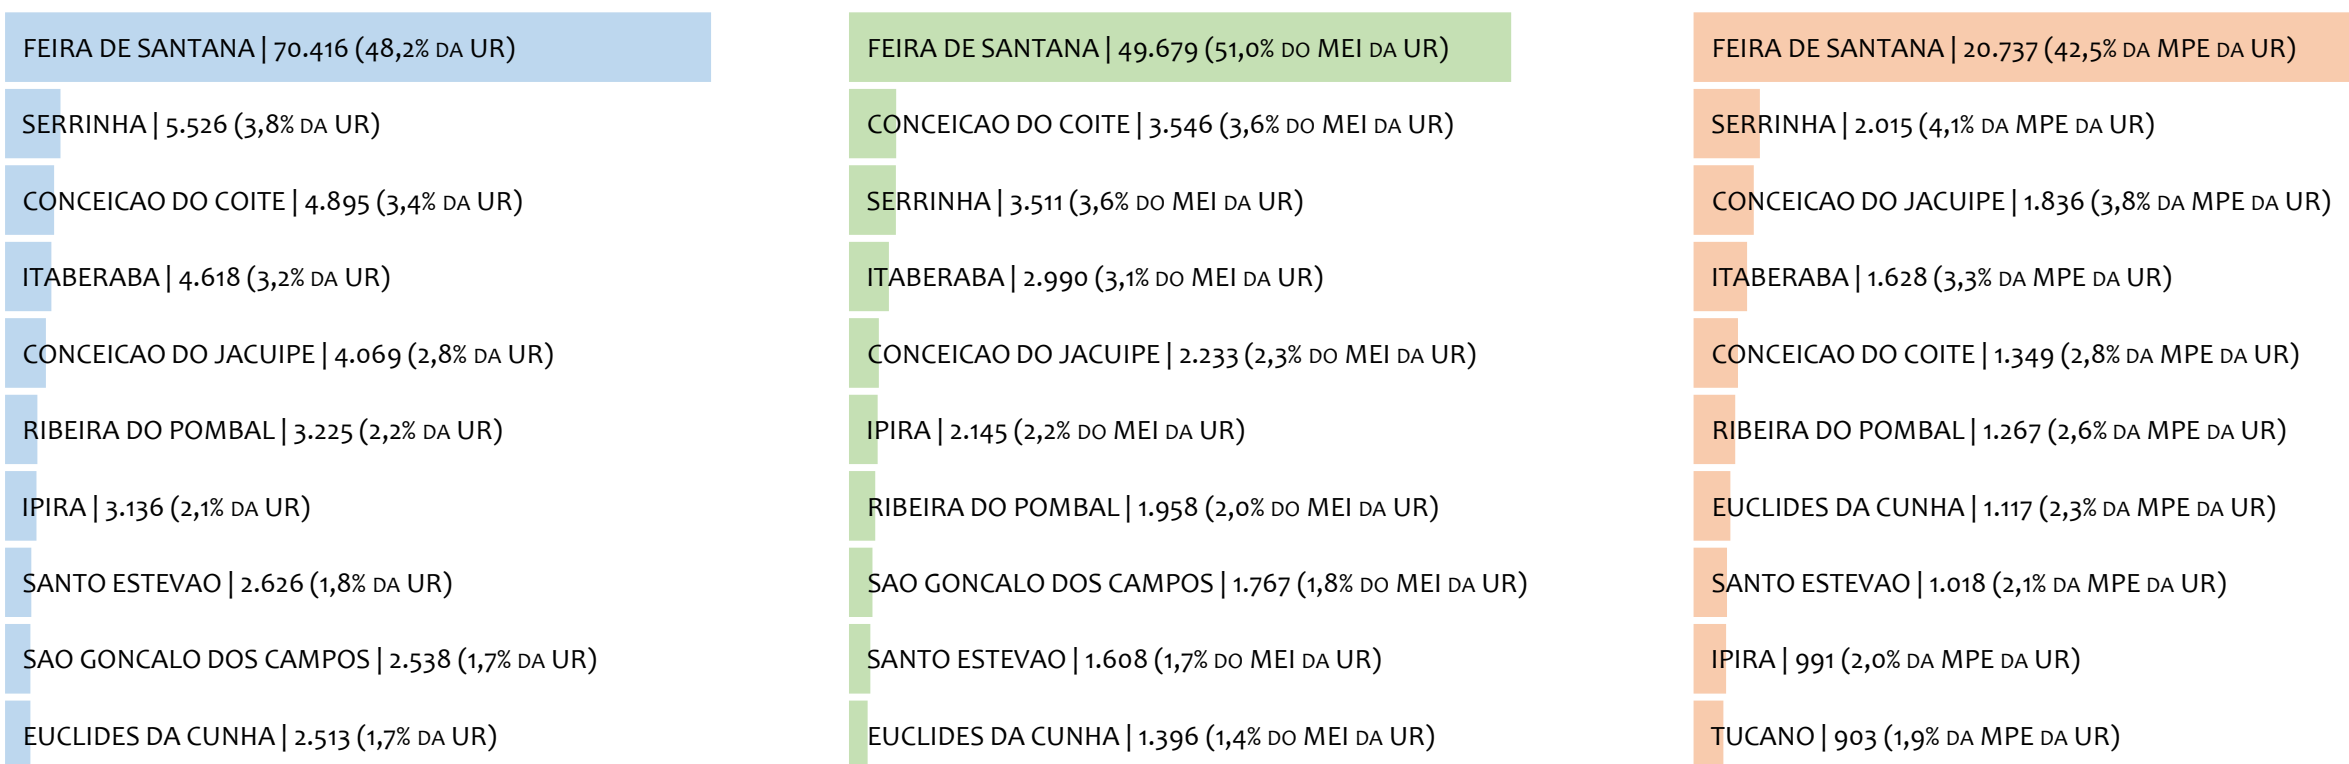 FEIRA DE SANTANA | 70.416 (48,2% DA UR)
SERRINHA | 5.526 (3,8% DA UR)
CONCEICAO DO COITE | 4.895 (3,4% DA UR)
ITABERABA | 4.618 (3,2% DA UR)
CONCEICAO DO JACUIPE | 4.069 (2,8% DA UR)
RIBEIRA DO POMBAL | 3.225 (2,2% DA UR)
IPIRA | 3.136 (2,1% DA UR)
SANTO ESTEVAO | 2.626 (1,8% DA UR)
SAO GONCALO DOS CAMPOS | 2.538 (1,7% DA UR)
EUCLIDES DA CUNHA | 2.513 (1,7% DA UR)
FEIRA DE SANTANA | 49.679 (51,0% DO MEI DA UR)
CONCEICAO DO COITE | 3.546 (3,6% DO MEI DA UR)
SERRINHA | 3.511 (3,6% DO MEI DA UR)
ITABERABA | 2.990 (3,1% DO MEI DA UR)
CONCEICAO DO JACUIPE | 2.233 (2,3% DO MEI DA UR)
IPIRA | 2.145 (2,2% DO MEI DA UR)
RIBEIRA DO POMBAL | 1.958 (2,0% DO MEI DA UR)
SAO GONCALO DOS CAMPOS | 1.767 (1,8% DO MEI DA UR)
SANTO ESTEVAO | 1.608 (1,7% DO MEI DA UR)
EUCLIDES DA CUNHA | 1.396 (1,4% DO MEI DA UR)
FEIRA DE SANTANA | 20.737 (42,5% DA MPE DA UR)
SERRINHA | 2.015 (4,1% DA MPE DA UR)
CONCEICAO DO JACUIPE | 1.836 (3,8% DA MPE DA UR)
ITABERABA | 1.628 (3,3% DA MPE DA UR)
CONCEICAO DO COITE | 1.349 (2,8% DA MPE DA UR)
RIBEIRA DO POMBAL | 1.267 (2,6% DA MPE DA UR)
EUCLIDES DA CUNHA | 1.117 (2,3% DA MPE DA UR)
SANTO ESTEVAO | 1.018 (2,1% DA MPE DA UR)
IPIRA | 991 (2,0% DA MPE DA UR)
TUCANO | 903 (1,9% DA MPE DA UR)